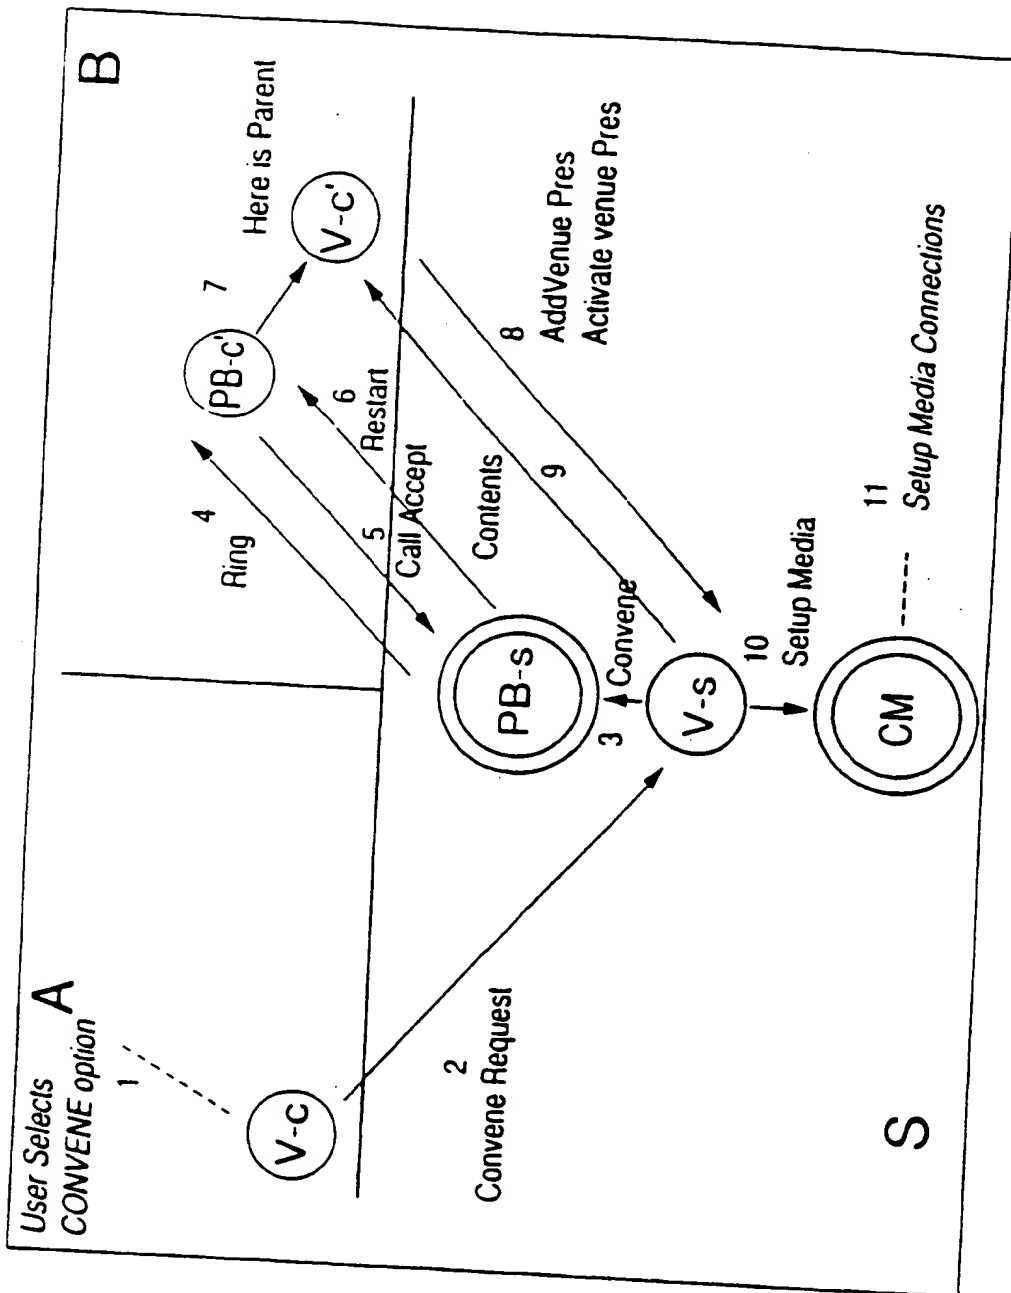 User Selects
CONVENE option
A
1
V-c
2
Convene Request
B
4
Ring
PB-c'
7
Here is Parent
V-c'
5
Call Accept
6
Restart
Contents
8
AddVenue Pres
Activate venue Pres
9
PB-s
3
Convene
V-s
10
Setup Media
CM
11
Setup Media Connections
S